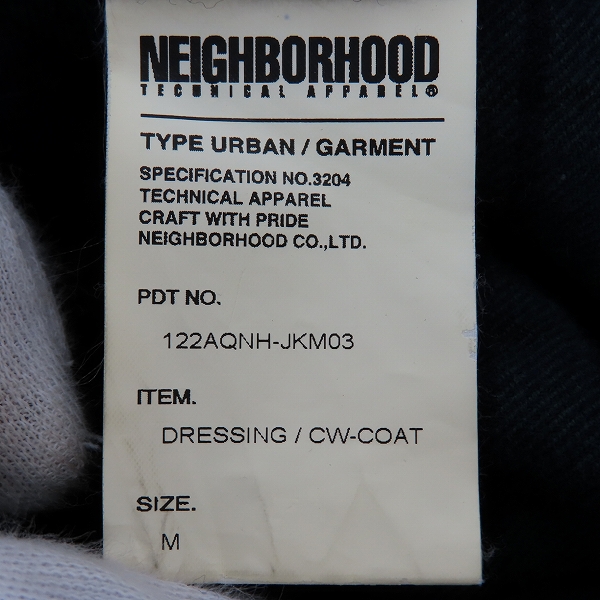 NEIGHBORHOOD
TECHNICAL APPAREL®
TYPE URBAN / GARMENT
SPECIFICATION NO.3204
TECHNICAL APPAREL
CRAFT WITH PRIDE
NEIGHBORHOOD CO.,LTD.
PDT NO.
122AQNH-JKM03
ITEM.
DRESSING / CW-COAT
SIZE.
M